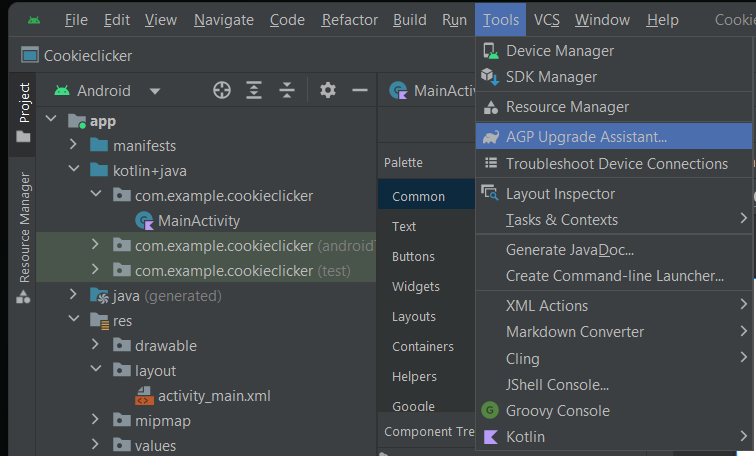 File Edit View Navigate Code Refactor Build Run Tools VCS Window Help Cookie
Cookieclicker
Project
Resource Manager
Android
app
manifests
kotlin+java
com.example.cookieclicker
MainActivity
com.example.cookieclicker (android
com.example.cookieclicker (test)
java (generated)
res
drawable
layout
activity_main.xml
mipmap
values
MainActiv
Palette
Common
Text
Buttons
Widgets
Layouts
Containers
Helpers
Google
Component Tre
Device Manager
SDK Manager
Resource Manager
AGP Upgrade Assistant...
Troubleshoot Device Connections
Layout Inspector
Tasks & Contexts
Generate JavaDoc...
Create Command-line Launcher...
XML Actions
Markdown Converter
Cling
JShell Console...
Groovy Console
Kotlin